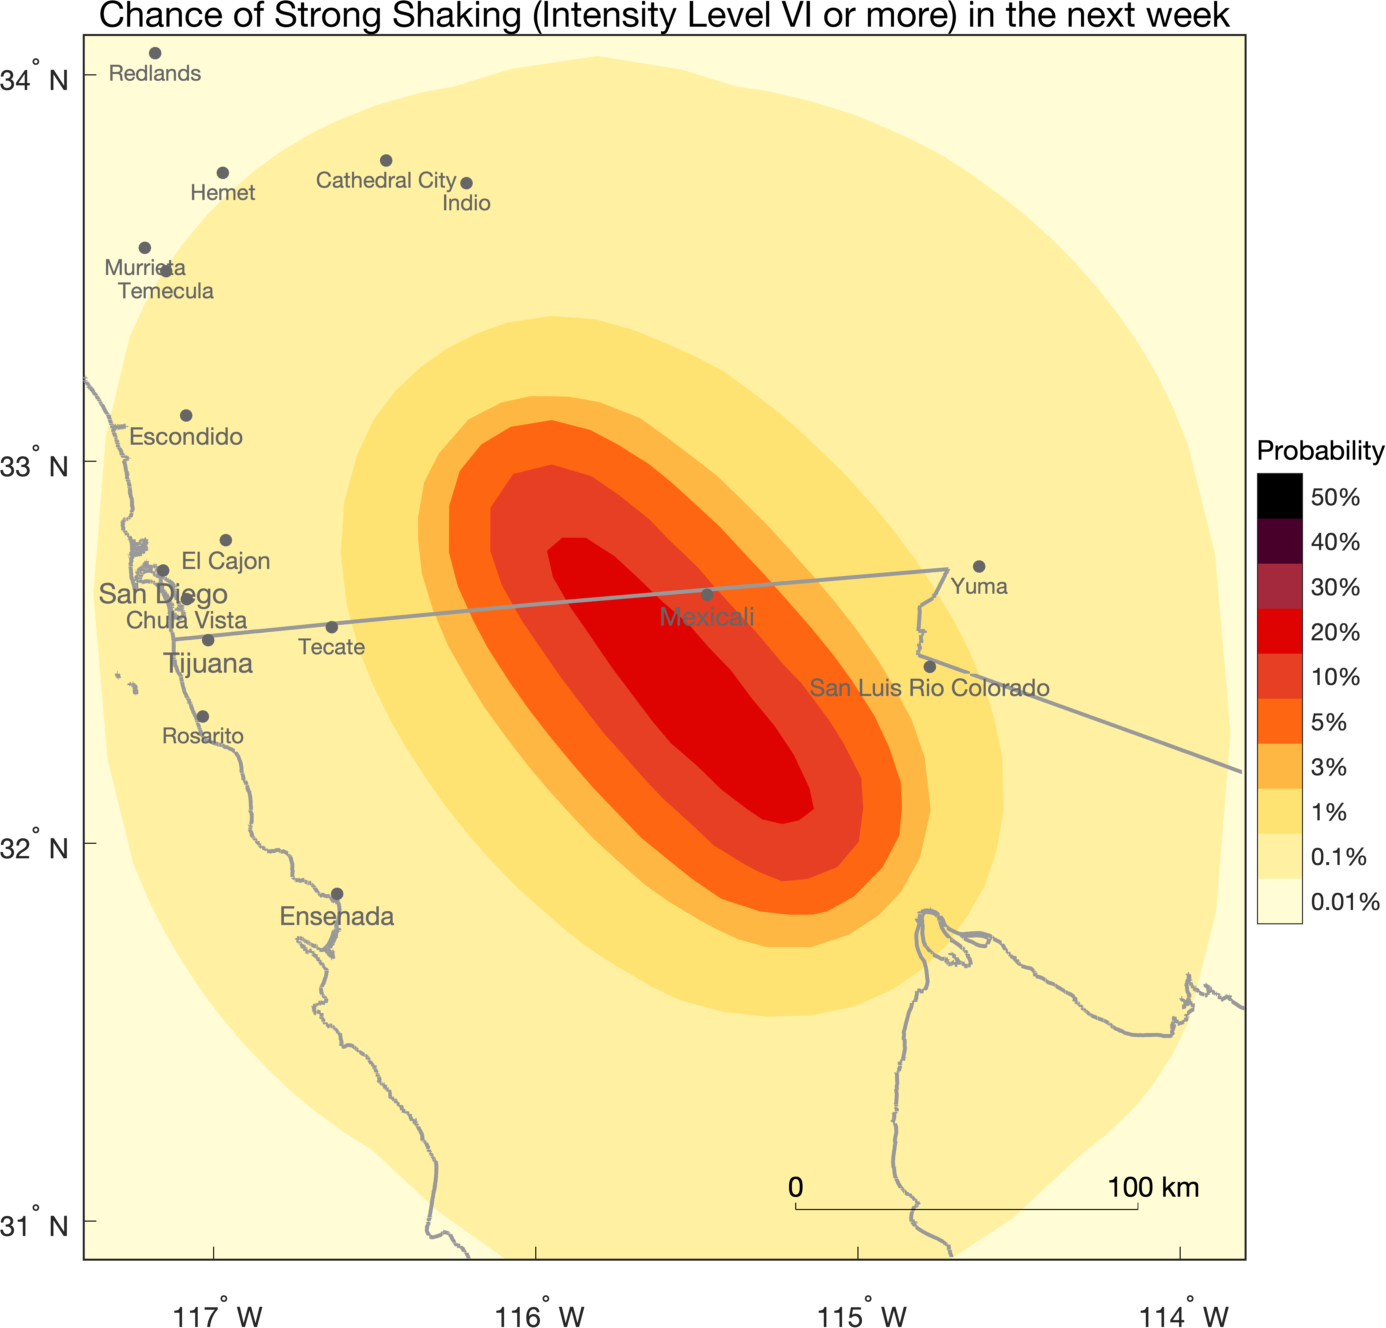 Chance of Strong Shaking (Intensity Level VI or more) in the next week
34° N
Redlands
Cathedral City
Hemet
Indio
Murrieta
Temecula
33° N
Escondido
El Cajon
San Diego
Chula Vista
Tecate
Tijuana
Mexicali
Yuma
San Luis Rio Colorado
Rosarito
32° N
Ensenada
31° N
0 100 km
117° W 116° W 115° W 114° W
Probability
50%
40%
30%
20%
10%
5%
3%
1%
0.1%
0.01%